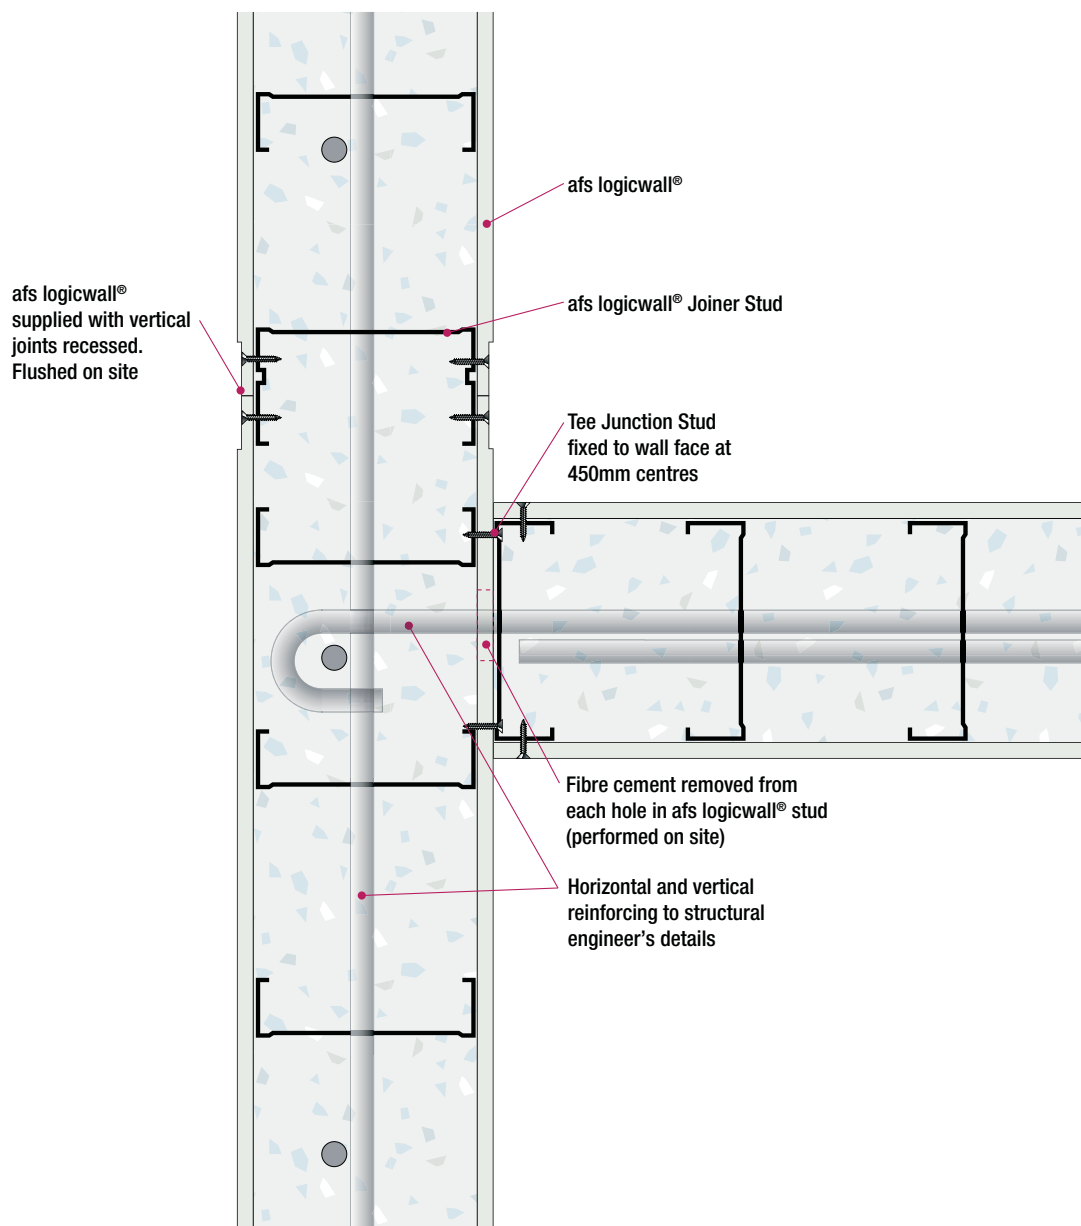 afs logicwall®
afs logicwall® Joiner Stud
afs logicwall®
supplied with vertical
joints recessed.
Flushed on site
Tee Junction Stud
fixed to wall face at
450mm centres
Fibre cement removed from
each hole in afs logicwall® stud
(performed on site)
Horizontal and vertical
reinforcing to structural
engineer’s details